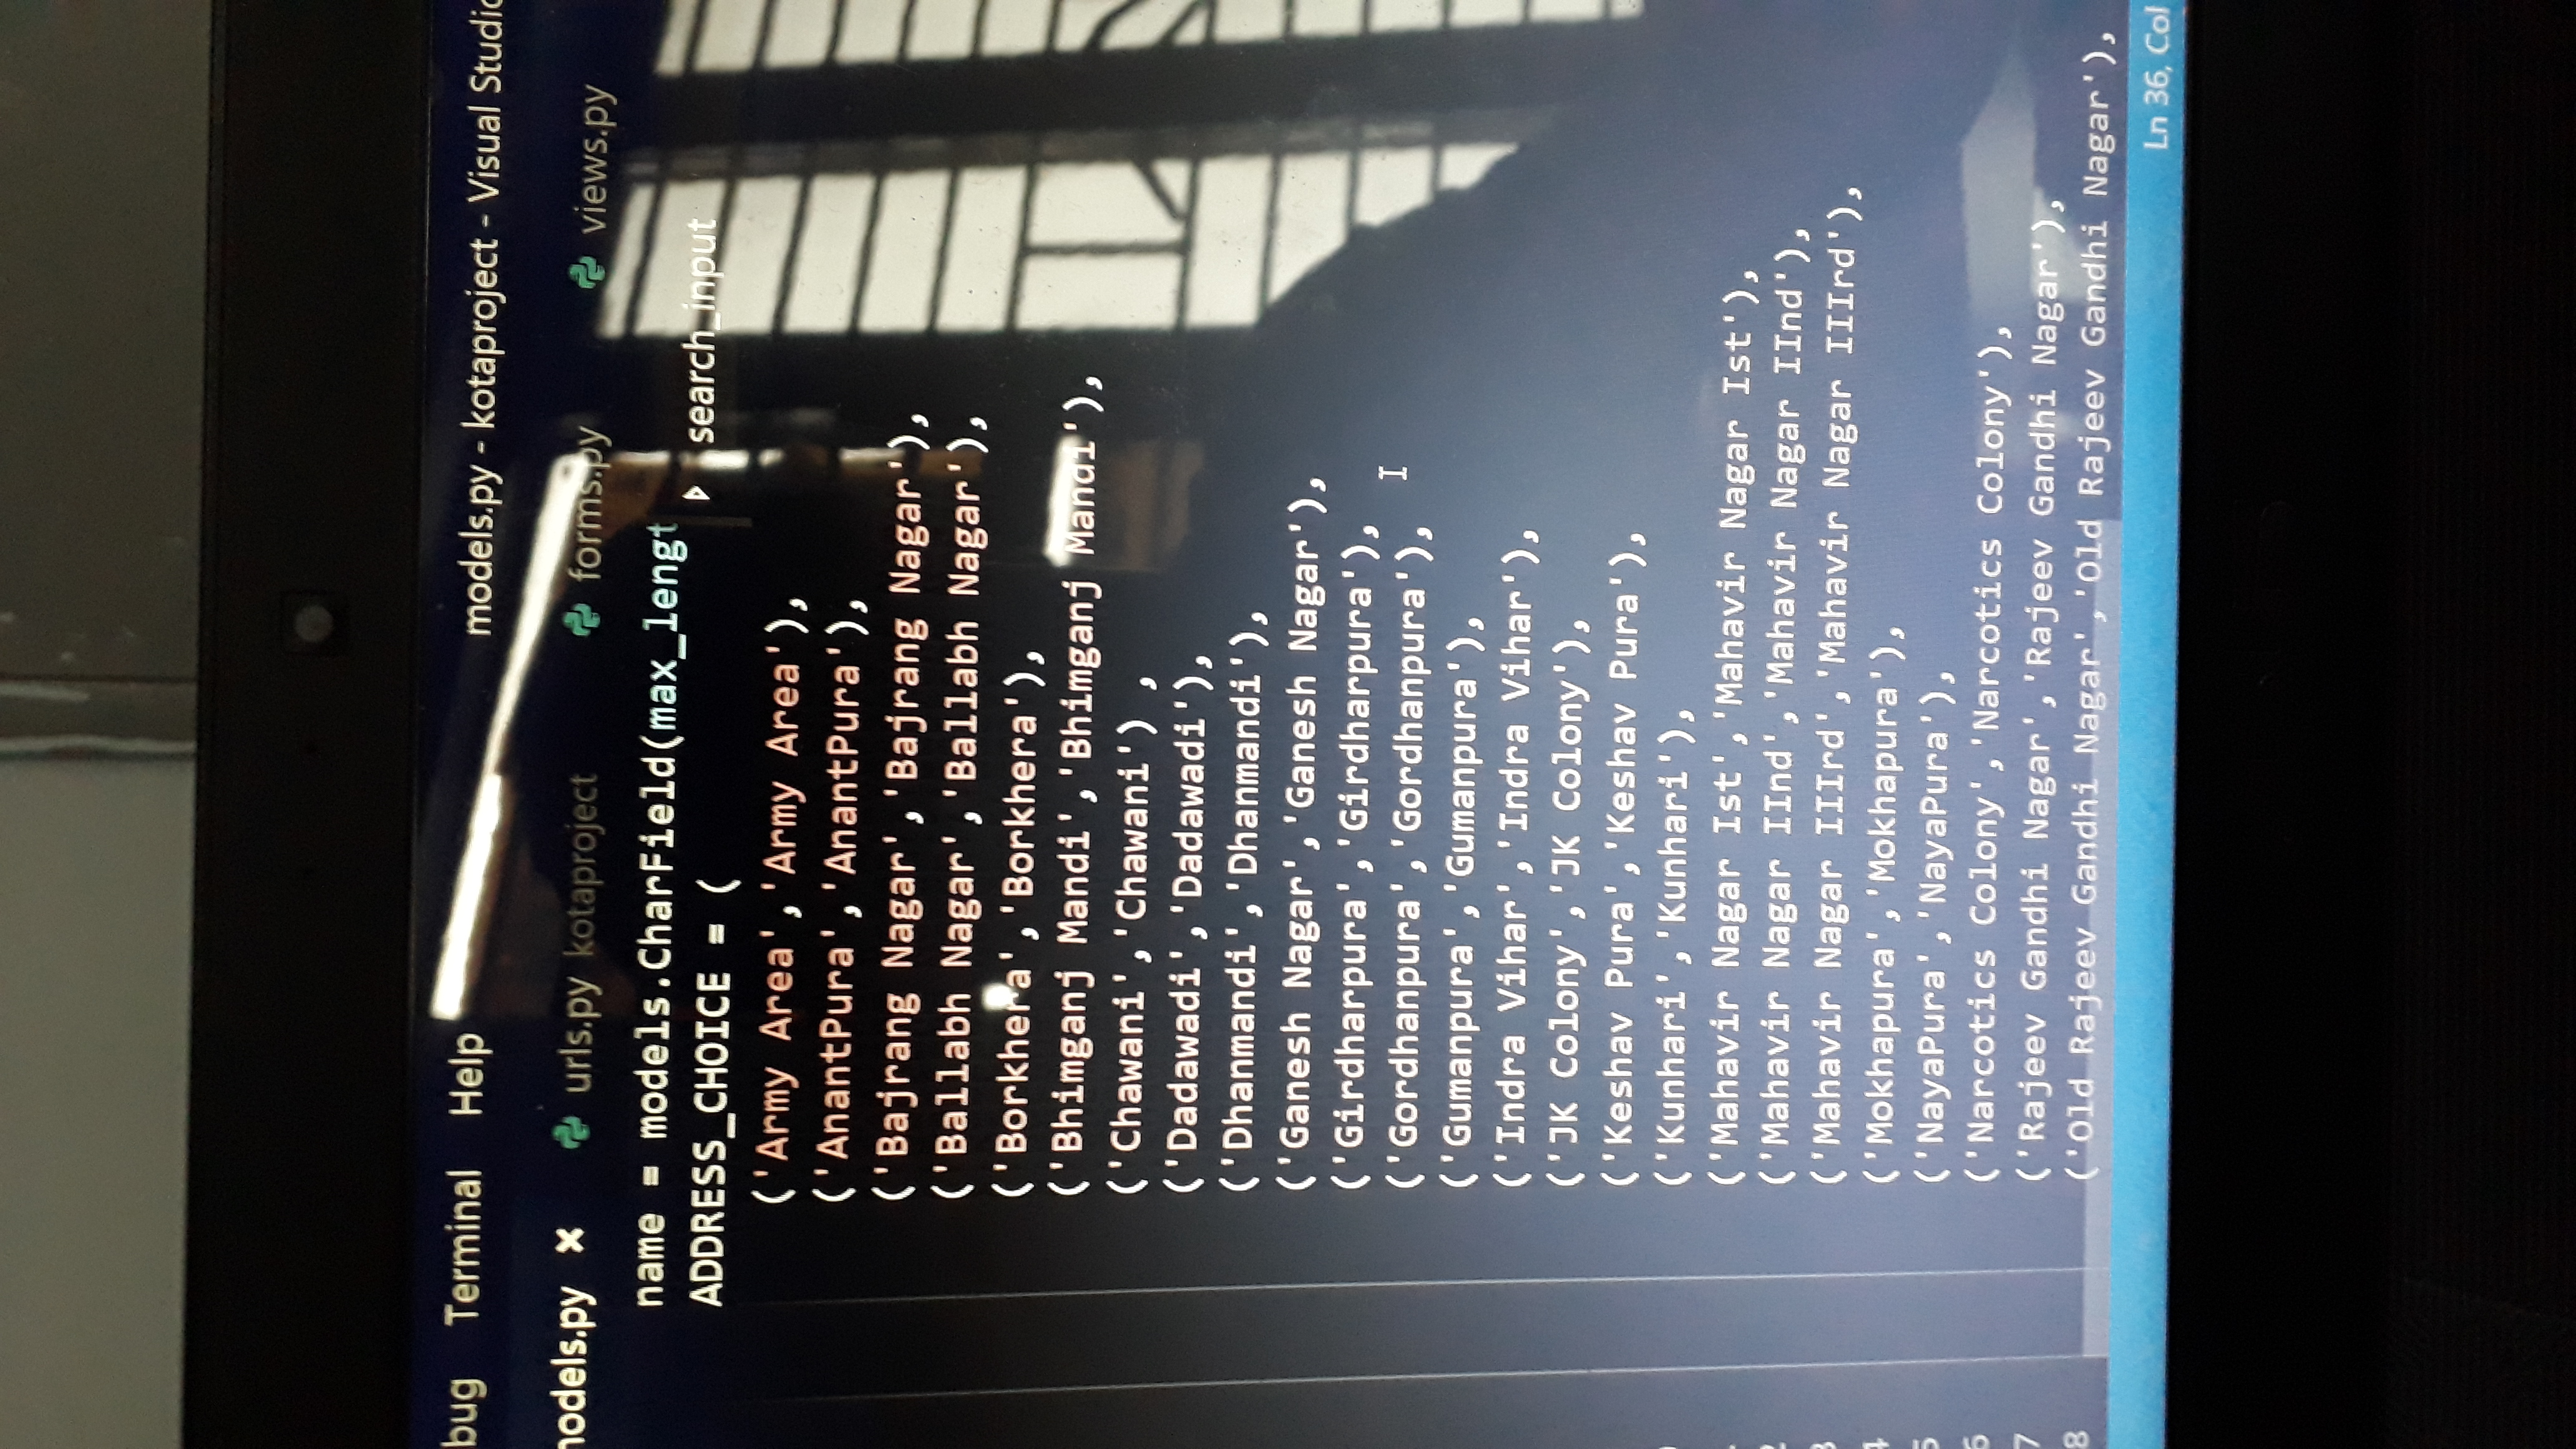 bug Terminal Help models.py - kotaproject - Visual Studio
models.py × urls.py kotaproject forms.py views.py
name = models.CharField(max_lengt
search_input
ADDRESS_CHOICE = (
('Army Area','Army Area'),
('AnantPura','AnantPura'),
('Bajrang Nagar','Bajrang Nagar'),
('Ballabh Nagar','Ballabh Nagar'),
('Borkhera','Borkhera'),
('Bhimganj Mandi','Bhimganj Mandi'),
('Chawani','Chawani') ,
('Dadawadi','Dadawadi'),
('Dhanmandi','Dhanmandi'),
('Ganesh Nagar','Ganesh Nagar'),
('Girdharpura','Girdharpura'),
('Gordhanpura','Gordhanpura'),
('Gumanpura','Gumanpura'),
('Indra Vihar','Indra Vihar'),
('JK Colony','JK Colony'),
('Keshav Pura','Keshav Pura'),
('Kunhari','Kunhari'),
('Mahavir Nagar Ist','Mahavir Nagar Ist'),
('Mahavir Nagar IInd','Mahavir Nagar IInd'),
('Mahavir Nagar IIIrd','Mahavir Nagar IIIrd'),
4 ('Mokhapura','Mokhapura'),
5 ('NayaPura','NayaPura'),
6 ('Narcotics Colony','Narcotics Colony'),
7 ('Rajeev Gandhi Nagar','Rajeev Gandhi Nagar'),
8 ('Old Rajeev Gandhi Nagar','Old Rajeev Gandhi Nagar'),
Ln 36, Col